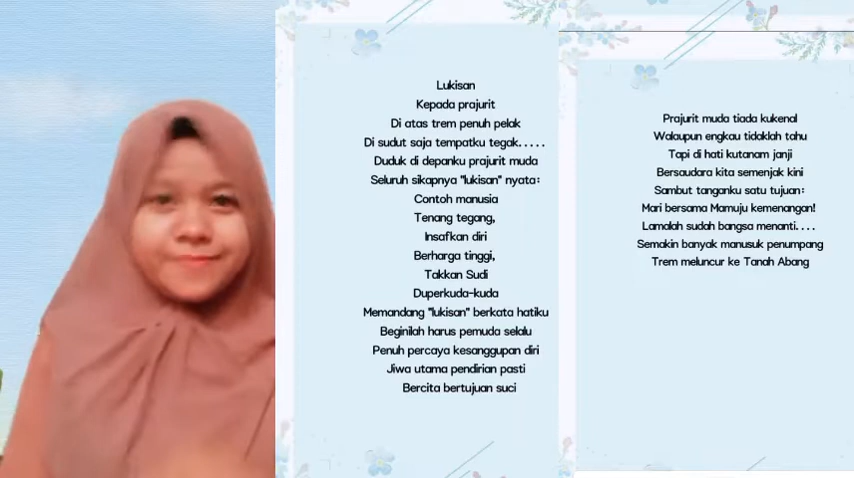 Lukisan
Kepada prajurit
Di atas trem penuh pelak
Di sudut saja tempatku tegak.....
Duduk di depanku prajurit muda
Seluruh sikapnya "lukisan" nyata:
Contoh manusia
Tenang tegang,
Insafkan diri
Berharga tinggi,
Takkan Sudi
Duperkuda-kuda
Memandang "lukisan" berkata hatiku
Beginilah harus pemuda selalu
Penuh percaya kesanggupan diri
Jiwa utama pendirian pasti
Bercita bertujuan suci
Prajurit muda tiada kukenal
Walaupun engkau tidaklah tahu
Tapi di hati kutanam janji
Bersaudara kita semenjak kini
Sambut tanganku satu tujuan:
Mari bersama Mamuju kemenangan!
Lamalah sudah bangsa menanti....
Semakin banyak manusuk penumpang
Trem meluncur ke Tanah Abang